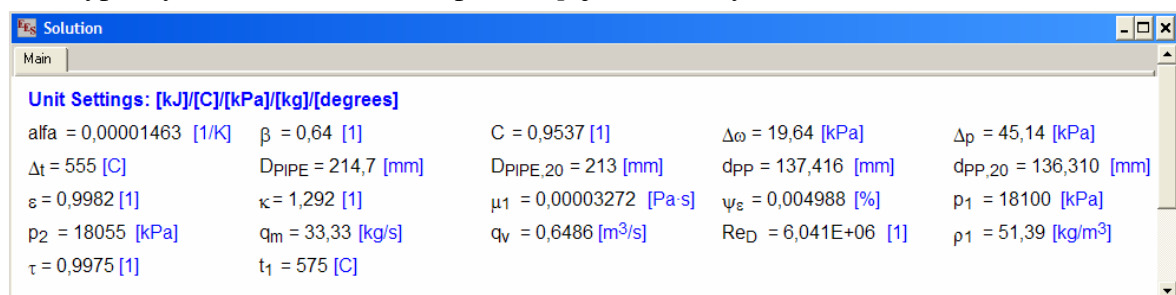 EES Solution
Main
Unit Settings: [kJ]/[C]/[kPa]/[kg]/[degrees]
alfa = 0,00001463 [1/K] β = 0,64 [1] C = 0,9537 [1] Δω = 19,64 [kPa] Δp = 45,14 [kPa]
Δt = 555 [C] DPIPE = 214,7 [mm] DPIPE,20 = 213 [mm] dPP = 137,416 [mm] dPP,20 = 136,310 [mm]
ε = 0,9982 [1] κ = 1,292 [1] μ1 = 0,00003272 [Pa·s] ψε = 0,004988 [%] p1 = 18100 [kPa]
p2 = 18055 [kPa] qm = 33,33 [kg/s] qv = 0,6486 [m³/s] ReD = 6,041E+06 [1] ρ1 = 51,39 [kg/m³]
τ = 0,9975 [1] t1 = 575 [C]